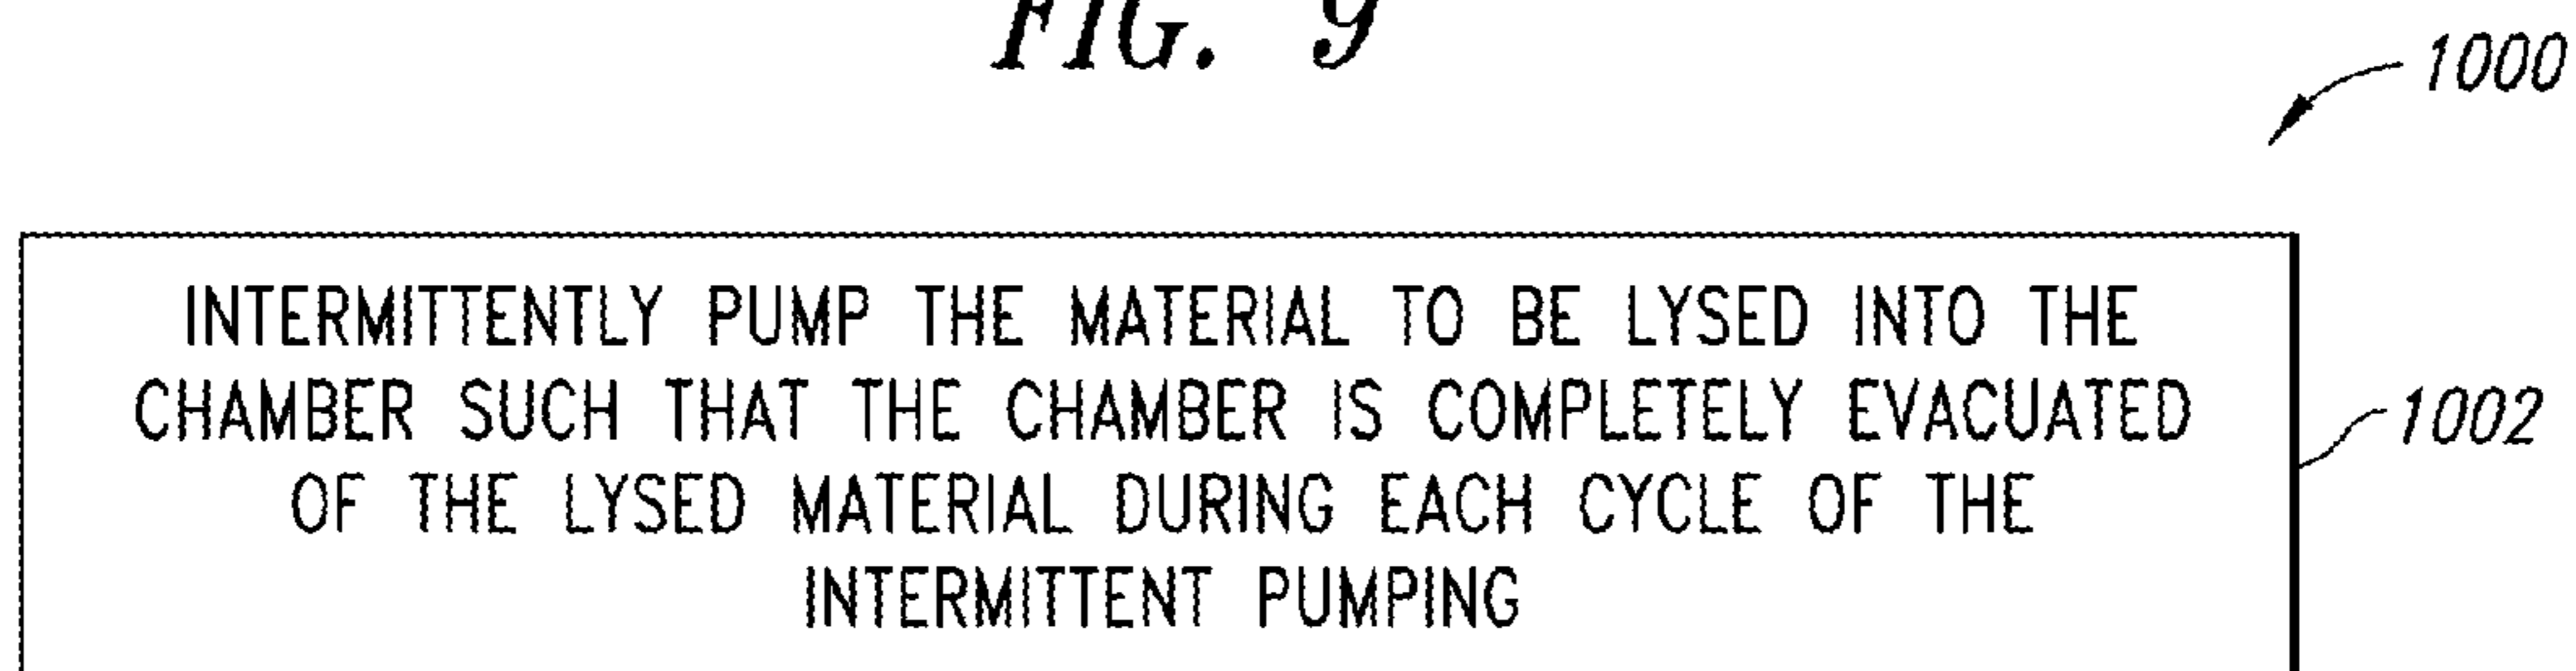 FIG. 9
1000
INTERMITTENTLY PUMP THE MATERIAL TO BE LYSED INTO THE
CHAMBER SUCH THAT THE CHAMBER IS COMPLETELY EVACUATED
OF THE LYSED MATERIAL DURING EACH CYCLE OF THE
INTERMITTENT PUMPING
1002